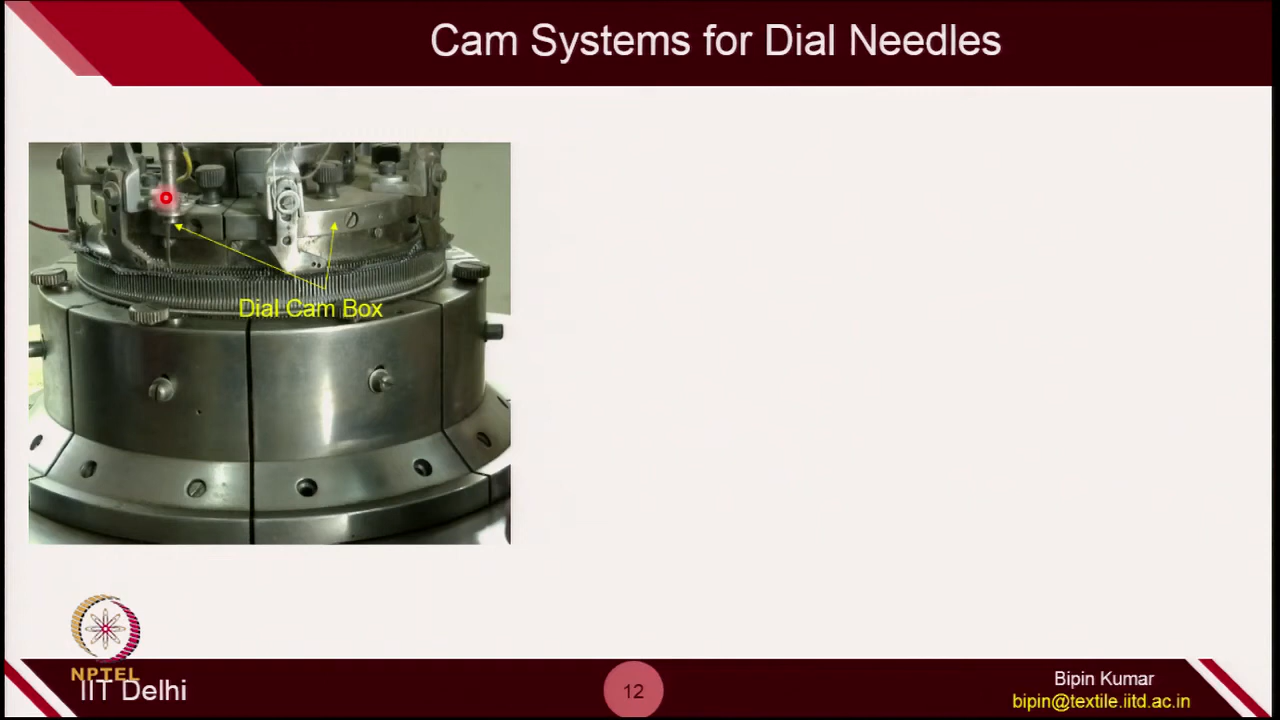 Cam Systems for Dial Needles
Dial Cam Box
NPTEL
IIT Delhi
12
Bipin Kumar
bipin@textile.iitd.ac.in